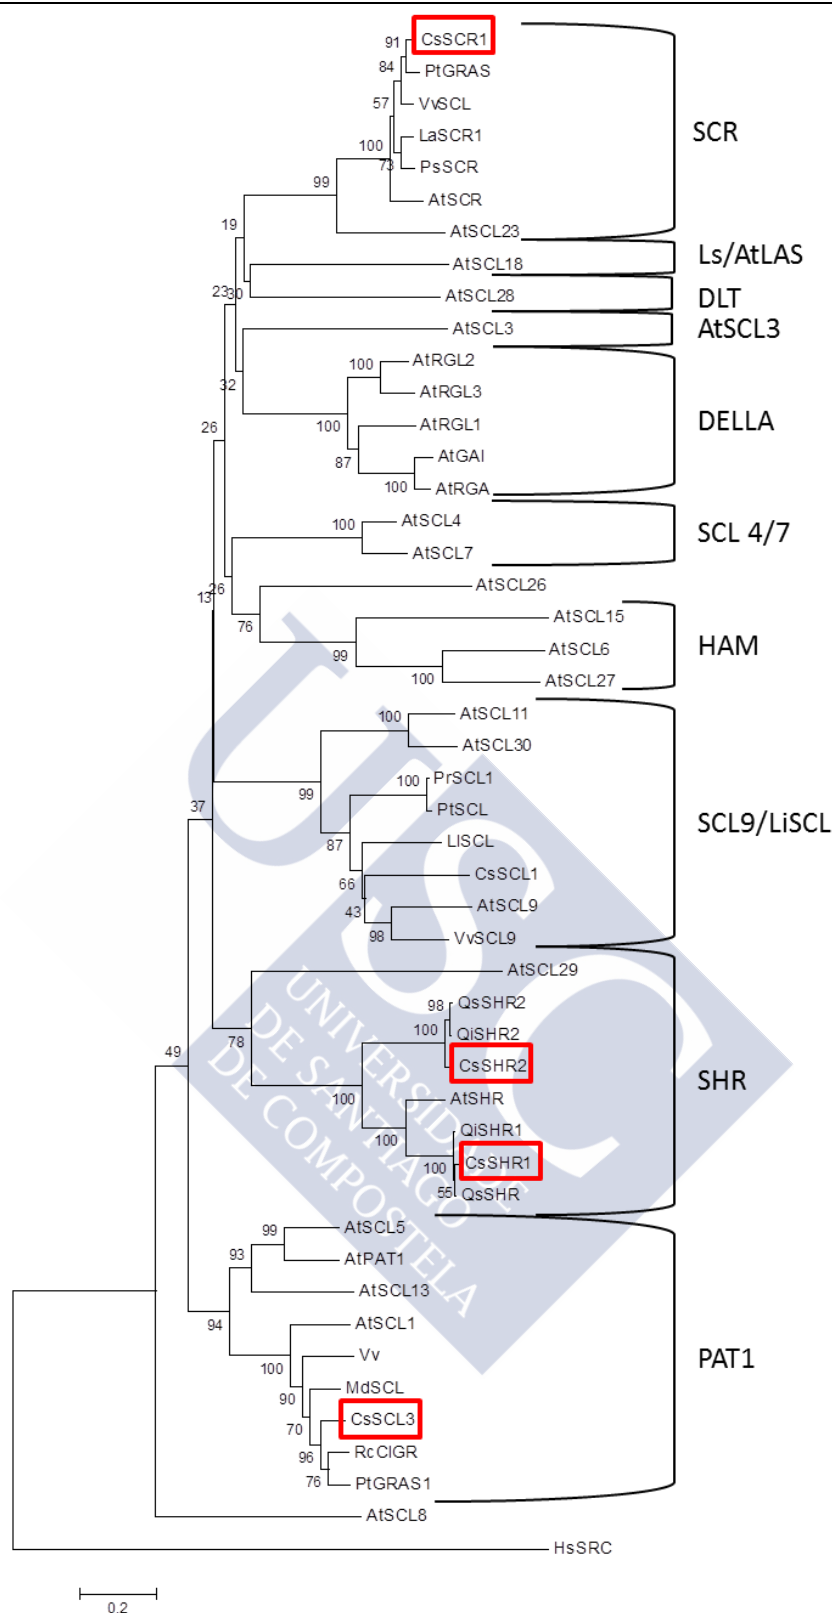 91
CsSCR1
84
PtGRAS
57
VvSCL
SCR
LaSCR1
100
73
PsSCR
99
AtSCR
19
AtSCL23
Ls/AtLAS
AtSCL18
23
30
AtSCL28
DLT
AtSCL3
AtSCL3
100
AtRGL2
32
AtRGL3
100
AtRGL1
DELLA
26
87
AtGAI
100
AtRGA
100
AtSCL4
SCL 4/7
AtSCL7
26
13
AtSCL26
76
AtSCL15
HAM
99
AtSCL6
100
AtSCL27
100
AtSCL11
AtSCL30
99
100
PrSCL1
37
PtSCL
SCL9/LiSCL
87
LlSCL
66
CsSCL1
43
AtSCL9
98
VvSCL9
AtSCL29
98
QsSHR2
100
QiSHR2
78
49
CsSHR2
SHR
100
AtSHR
100
QiSHR1
100
CsSHR1
55
QsSHR
99
AtSCL5
93
AtPAT1
AtSCL13
94
AtSCL1
100
Vv
PAT1
90
MdSCL
70
CsSCL3
96
RcCIGR
76
PtGRAS1
AtSCL8
HsSRC
0.2
USC
UNIVERSIDADE
DE SANTIAGO
DE COMPOSTELA